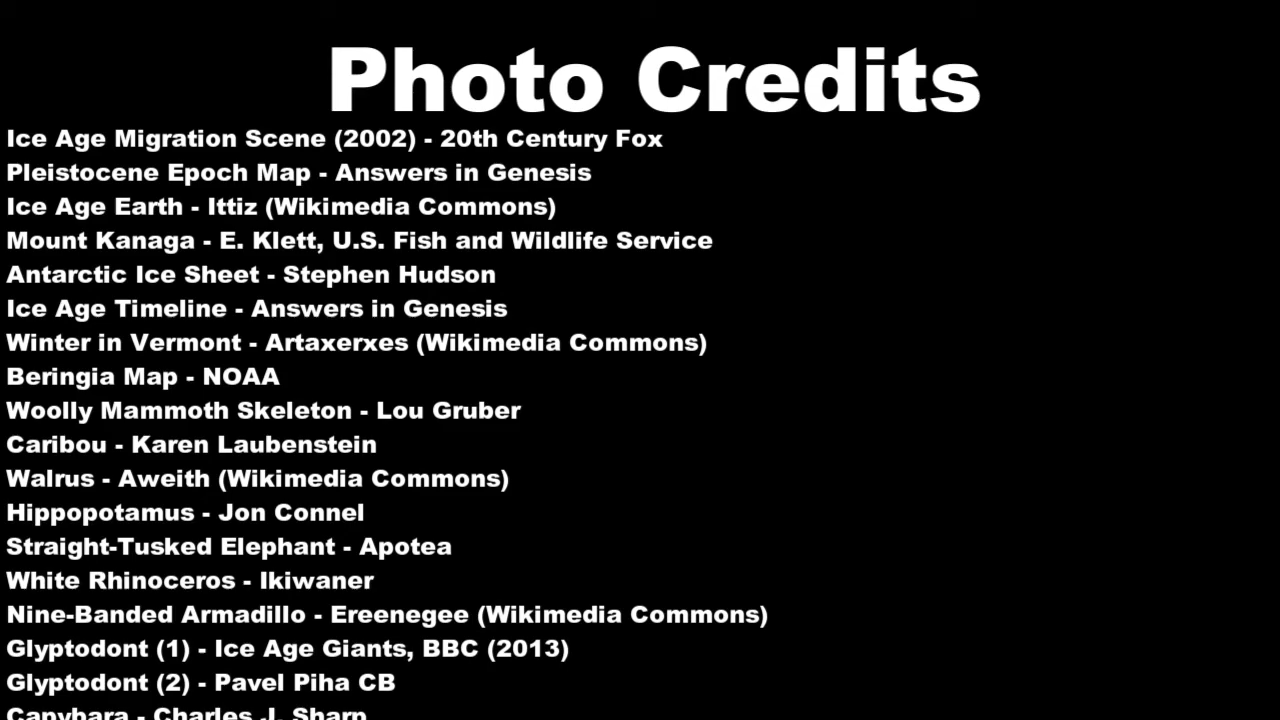 Photo Credits
Ice Age Migration Scene (2002) - 20th Century Fox
Pleistocene Epoch Map - Answers in Genesis
Ice Age Earth - Ittiz (Wikimedia Commons)
Mount Kanaga - E. Klett, U.S. Fish and Wildlife Service
Antarctic Ice Sheet - Stephen Hudson
Ice Age Timeline - Answers in Genesis
Winter in Vermont - Artaxerxes (Wikimedia Commons)
Beringia Map - NOAA
Woolly Mammoth Skeleton - Lou Gruber
Caribou - Karen Laubenstein
Walrus - Aweith (Wikimedia Commons)
Hippopotamus - Jon Connel
Straight-Tusked Elephant - Apotea
White Rhinoceros - Ikiwaner
Nine-Banded Armadillo - Ereenegee (Wikimedia Commons)
Glyptodont (1) - Ice Age Giants, BBC (2013)
Glyptodont (2) - Pavel Piha CB
Capybara - Charles J. Sharp